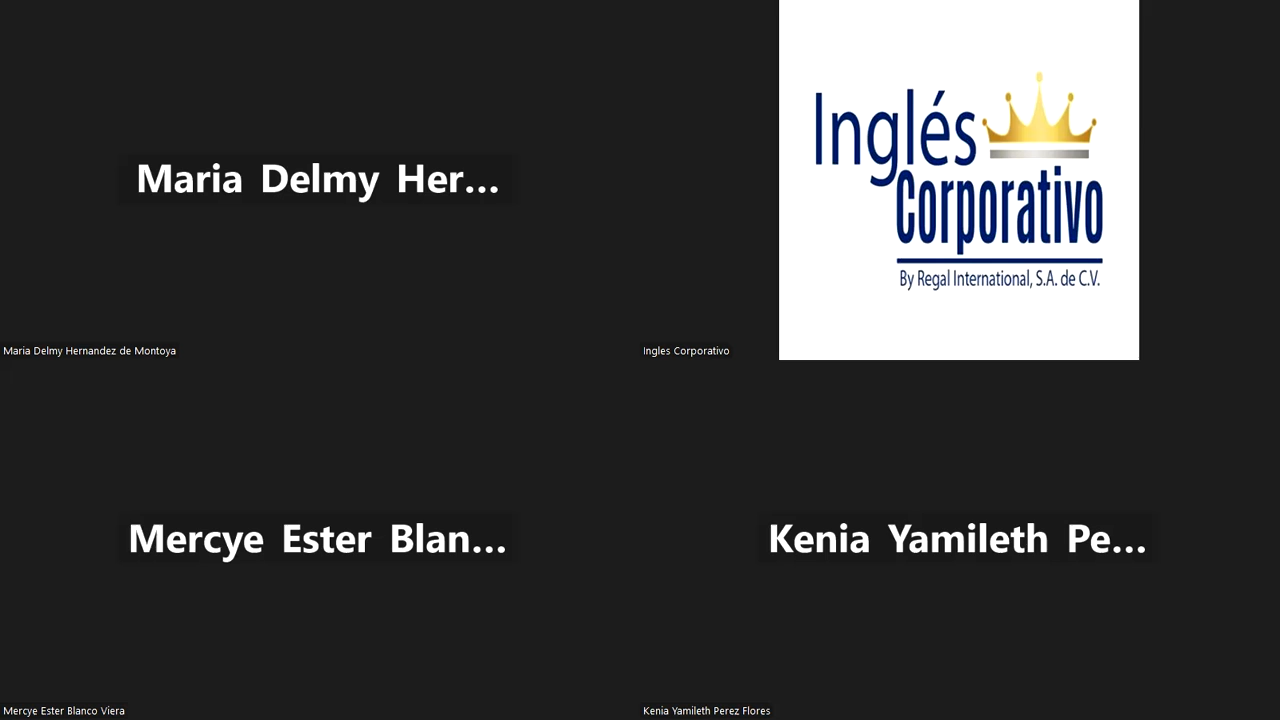 Maria Delmy Her...
Inglés
Corporativo
By Regal International, S.A. de C.V.
Maria Delmy Hernandez de Montoya
Ingles Corporativo
Mercye Ester Blan...
Kenia Yamileth Pe...
Mercye Ester Blanco Viera
Kenia Yamileth Perez Flores